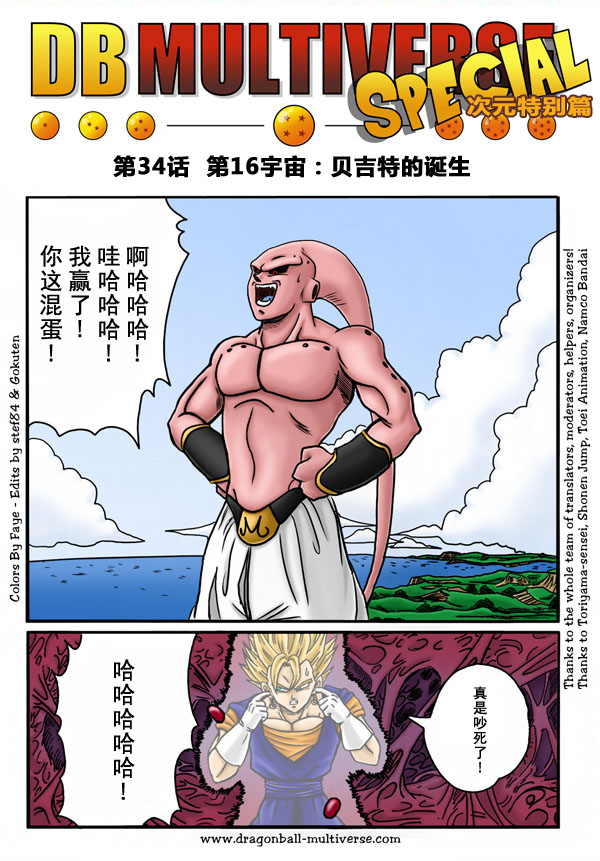 DB MULTIVERSE
SPECIAL
次元特别篇
第34话 第16宇宙：贝吉特的诞生
啊哈哈哈！
哇哈哈哈！
我赢了！
你这混蛋！
Colors By Faye - Edits by stef84 & Gokuten
Thanks to the whole team of translators, moderators, helpers, organizers!
Thanks to Toriyama-sensei, Shonen Jump, Toei Animation, Namco Bandai
真是吵死了！
哈哈哈哈哈！
www.dragonball-multiverse.com